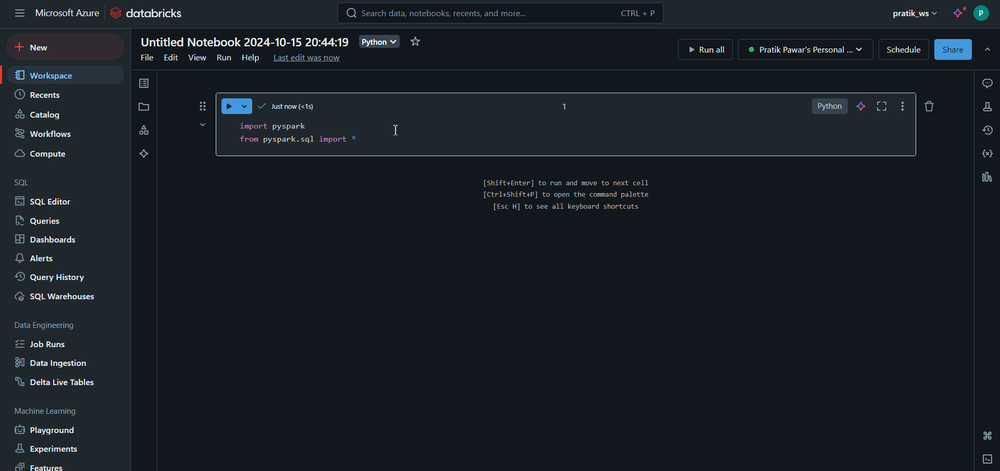 Microsoft Azure databricks
Search data, notebooks, recents, and more... CTRL + P
pratik_ws
P
New
Workspace
Recents
Catalog
Workflows
Compute
SQL
SQL Editor
Queries
Dashboards
Alerts
Query History
SQL Warehouses
Data Engineering
Job Runs
Data Ingestion
Delta Live Tables
Machine Learning
Playground
Experiments
Features
Untitled Notebook 2024-10-15 20:44:19 Python
File Edit View Run Help Last edit was now
Run all Pratik Pawar's Personal ... Schedule Share
Just now (<1s) 1 Python
import pyspark
from pyspark.sql import *
[Shift+Enter] to run and move to next cell
[Ctrl+Shift+P] to open the command palette
[Esc H] to see all keyboard shortcuts